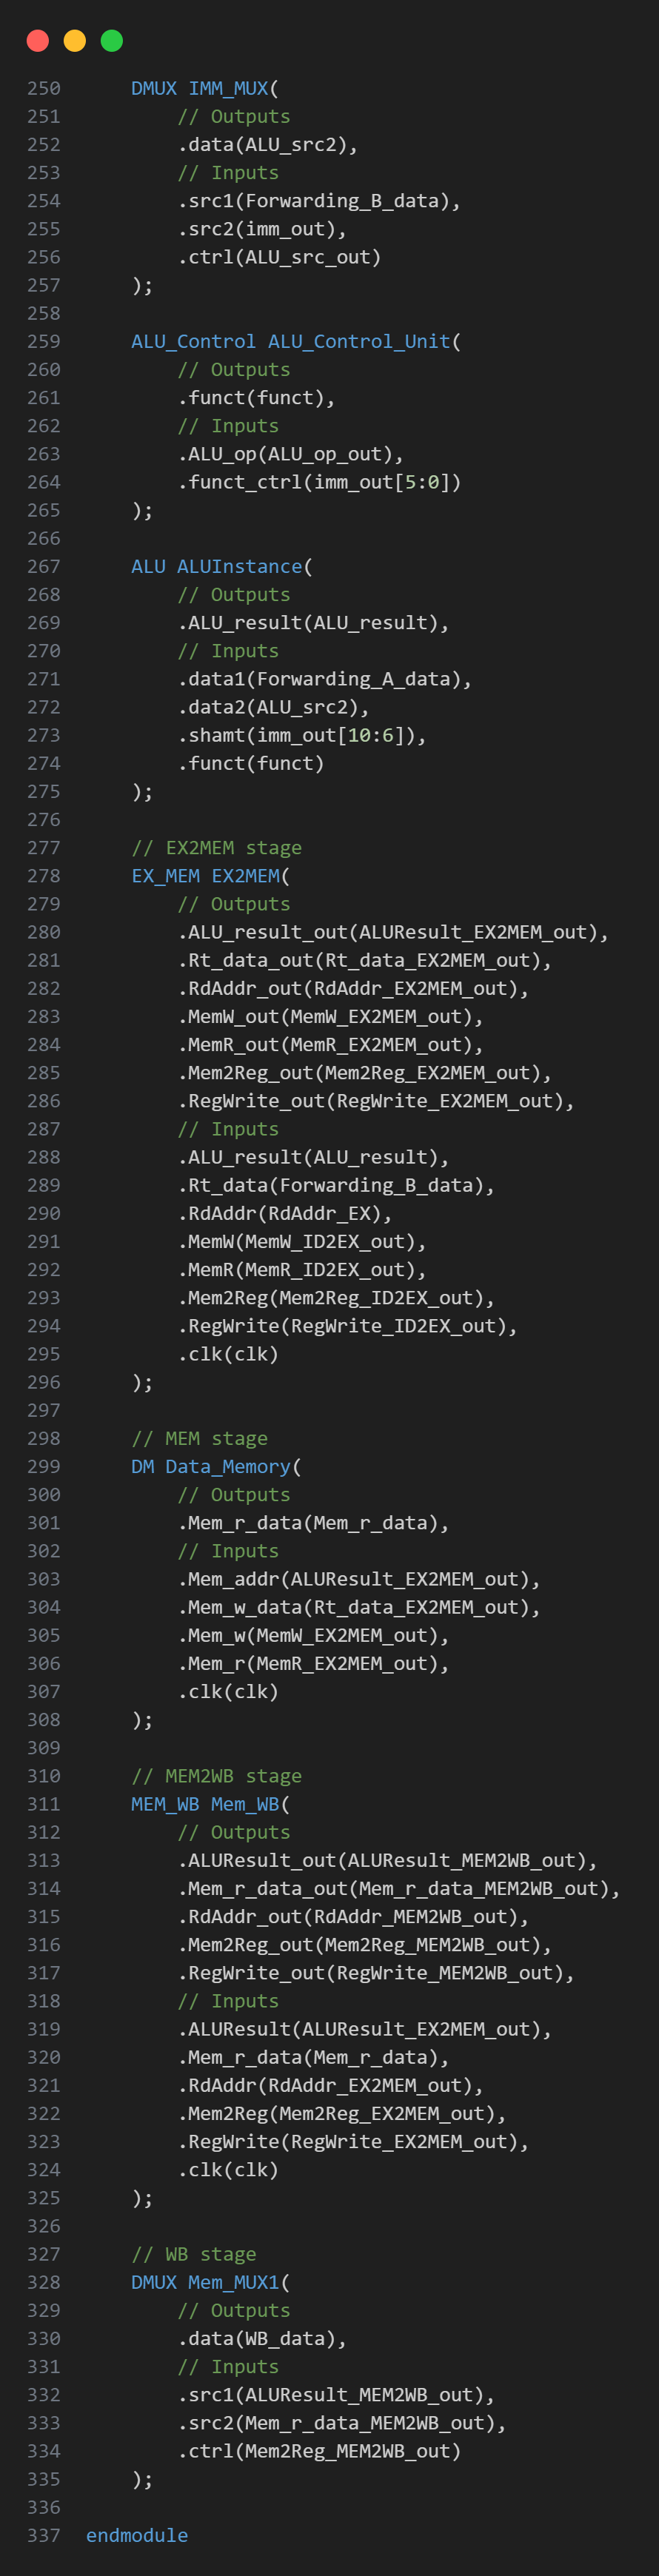 250      DMUX IMM_MUX(
251          // Outputs
252          .data(ALU_src2),
253          // Inputs
254          .src1(Forwarding_B_data),
255          .src2(imm_out),
256          .ctrl(ALU_src_out)
257      );
258
259      ALU_Control ALU_Control_Unit(
260          // Outputs
261          .funct(funct),
262          // Inputs
263          .ALU_op(ALU_op_out),
264          .funct_ctrl(imm_out[5:0])
265      );
266
267      ALU ALUInstance(
268          // Outputs
269          .ALU_result(ALU_result),
270          // Inputs
271          .data1(Forwarding_A_data),
272          .data2(ALU_src2),
273          .shamt(imm_out[10:6]),
274          .funct(funct)
275      );
276
277      // EX2MEM stage
278      EX_MEM EX2MEM(
279          // Outputs
280          .ALU_result_out(ALUResult_EX2MEM_out),
281          .Rt_data_out(Rt_data_EX2MEM_out),
282          .RdAddr_out(RdAddr_EX2MEM_out),
283          .MemW_out(MemW_EX2MEM_out),
284          .MemR_out(MemR_EX2MEM_out),
285          .Mem2Reg_out(Mem2Reg_EX2MEM_out),
286          .RegWrite_out(RegWrite_EX2MEM_out),
287          // Inputs
288          .ALU_result(ALU_result),
289          .Rt_data(Forwarding_B_data),
290          .RdAddr(RdAddr_EX),
291          .MemW(MemW_ID2EX_out),
292          .MemR(MemR_ID2EX_out),
293          .Mem2Reg(Mem2Reg_ID2EX_out),
294          .RegWrite(RegWrite_ID2EX_out),
295          .clk(clk)
296      );
297
298      // MEM stage
299      DM Data_Memory(
300          // Outputs
301          .Mem_r_data(Mem_r_data),
302          // Inputs
303          .Mem_addr(ALUResult_EX2MEM_out),
304          .Mem_w_data(Rt_data_EX2MEM_out),
305          .Mem_w(MemW_EX2MEM_out),
306          .Mem_r(MemR_EX2MEM_out),
307          .clk(clk)
308      );
309
310      // MEM2WB stage
311      MEM_WB Mem_WB(
312          // Outputs
313          .ALUResult_out(ALUResult_MEM2WB_out),
314          .Mem_r_data_out(Mem_r_data_MEM2WB_out),
315          .RdAddr_out(RdAddr_MEM2WB_out),
316          .Mem2Reg_out(Mem2Reg_MEM2WB_out),
317          .RegWrite_out(RegWrite_MEM2WB_out),
318          // Inputs
319          .ALUResult(ALUResult_EX2MEM_out),
320          .Mem_r_data(Mem_r_data),
321          .RdAddr(RdAddr_EX2MEM_out),
322          .Mem2Reg(Mem2Reg_EX2MEM_out),
323          .RegWrite(RegWrite_EX2MEM_out),
324          .clk(clk)
325      );
326
327      // WB stage
328      DMUX Mem_MUX1(
329          // Outputs
330          .data(WB_data),
331          // Inputs
332          .src1(ALUResult_MEM2WB_out),
333          .src2(Mem_r_data_MEM2WB_out),
334          .ctrl(Mem2Reg_MEM2WB_out)
335      );
336
337  endmodule